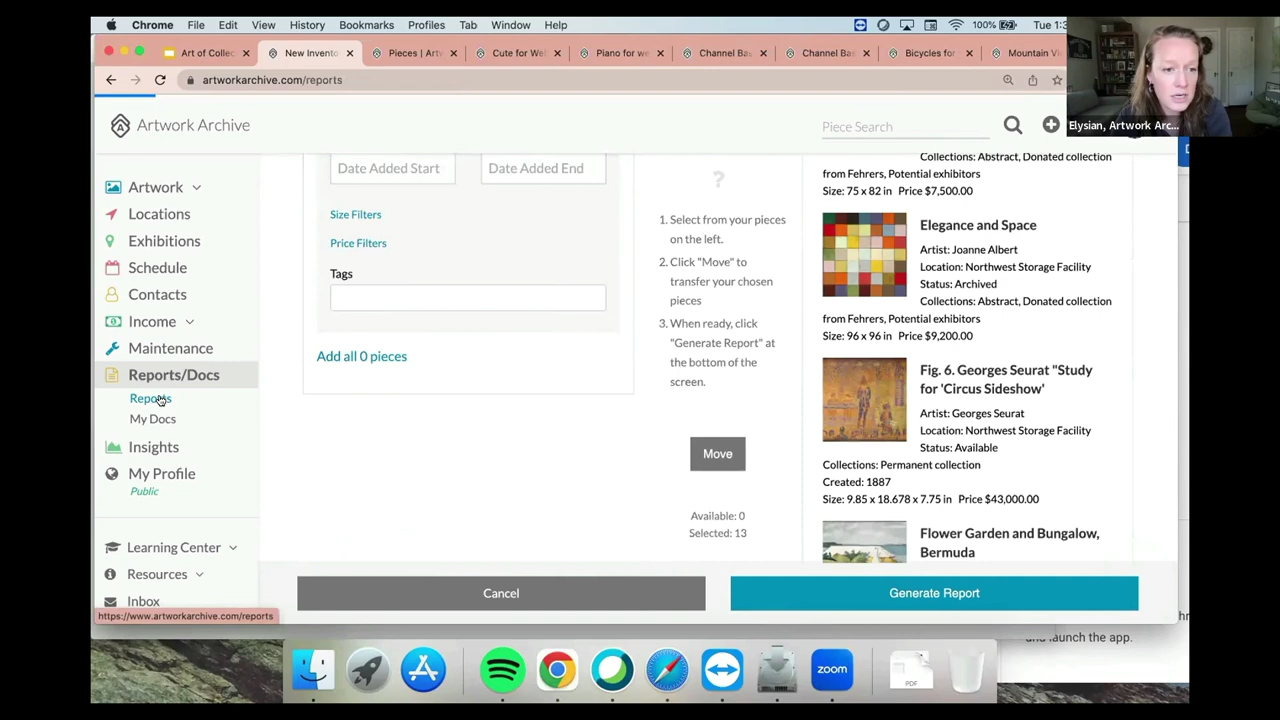 Chrome File Edit View History Bookmarks Profiles Tab Window Help 100% Tue 1:3
Art of Collec New Invento Pieces | Artw Cute for Wel Piano for we Channel Bas Channel Bas Bicycles for Mountain Vi
artworkarchive.com/reports
Artwork Archive
Piece Search
Elysian, Artwork Arc...
Artwork
Locations
Exhibitions
Schedule
Contacts
Income
Maintenance
Reports/Docs
Reports
My Docs
Insights
My Profile
Public
Learning Center
Resources
Inbox
https://www.artworkarchive.com/reports
Date Added Start Date Added End
Size Filters
Price Filters
Tags
Add all 0 pieces
?
1. Select from your pieces
on the left.
2. Click "Move" to
transfer your chosen
pieces
3. When ready, click
"Generate Report" at
the bottom of the
screen.
Move
Available: 0
Selected: 13
Collections: Abstract, Donated collection
from Fehrers, Potential exhibitors
Size: 75 x 82 in Price $7,500.00
Elegance and Space
Artist: Joanne Albert
Location: Northwest Storage Facility
Status: Archived
Collections: Abstract, Donated collection
from Fehrers, Potential exhibitors
Size: 96 x 96 in Price $9,200.00
Fig. 6. Georges Seurat "Study
for 'Circus Sideshow'
Artist: Georges Seurat
Location: Northwest Storage Facility
Status: Available
Collections: Permanent collection
Created: 1887
Size: 9.85 x 18.678 x 7.75 in Price $43,000.00
Flower Garden and Bungalow,
Bermuda
Cancel
Generate Report
and launch the app.
zoom
PDF